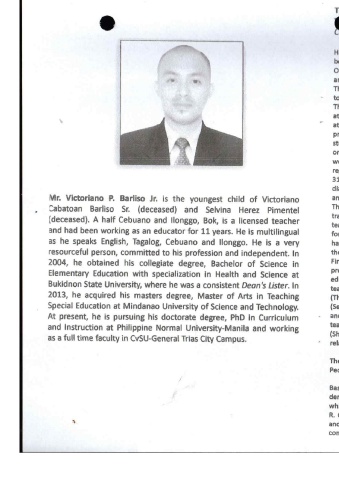 Mr. Victoriano P. Barliso Jr. is the youngest child of Victoriano
Cabatoan Barliso Sr. (deceased) and Selvina Herez Pimentel
(deceased). A half Cebuano and Ilonggo, Bok, is a licensed teacher
and had been working as an educator for 11 years. He is multilingual
as he speaks English, Tagalog, Cebuano and Ilonggo. He is a very
resourceful person, committed to his profession and independent. In
2004, he obtained his collegiate degree, Bachelor of Science in
Elementary Education with specialization in Health and Science at
Bukidnon State University, where he was a consistent Dean's Lister. In
2013, he acquired his masters degree, Master of Arts in Teaching
Special Education at Mindanao University of Science and Technology.
At present, he is pursuing his doctorate degree, PhD in Curriculum
and Instruction at Philippine Normal University-Manila and working
as a full time faculty in CvSU-General Trias City Campus.